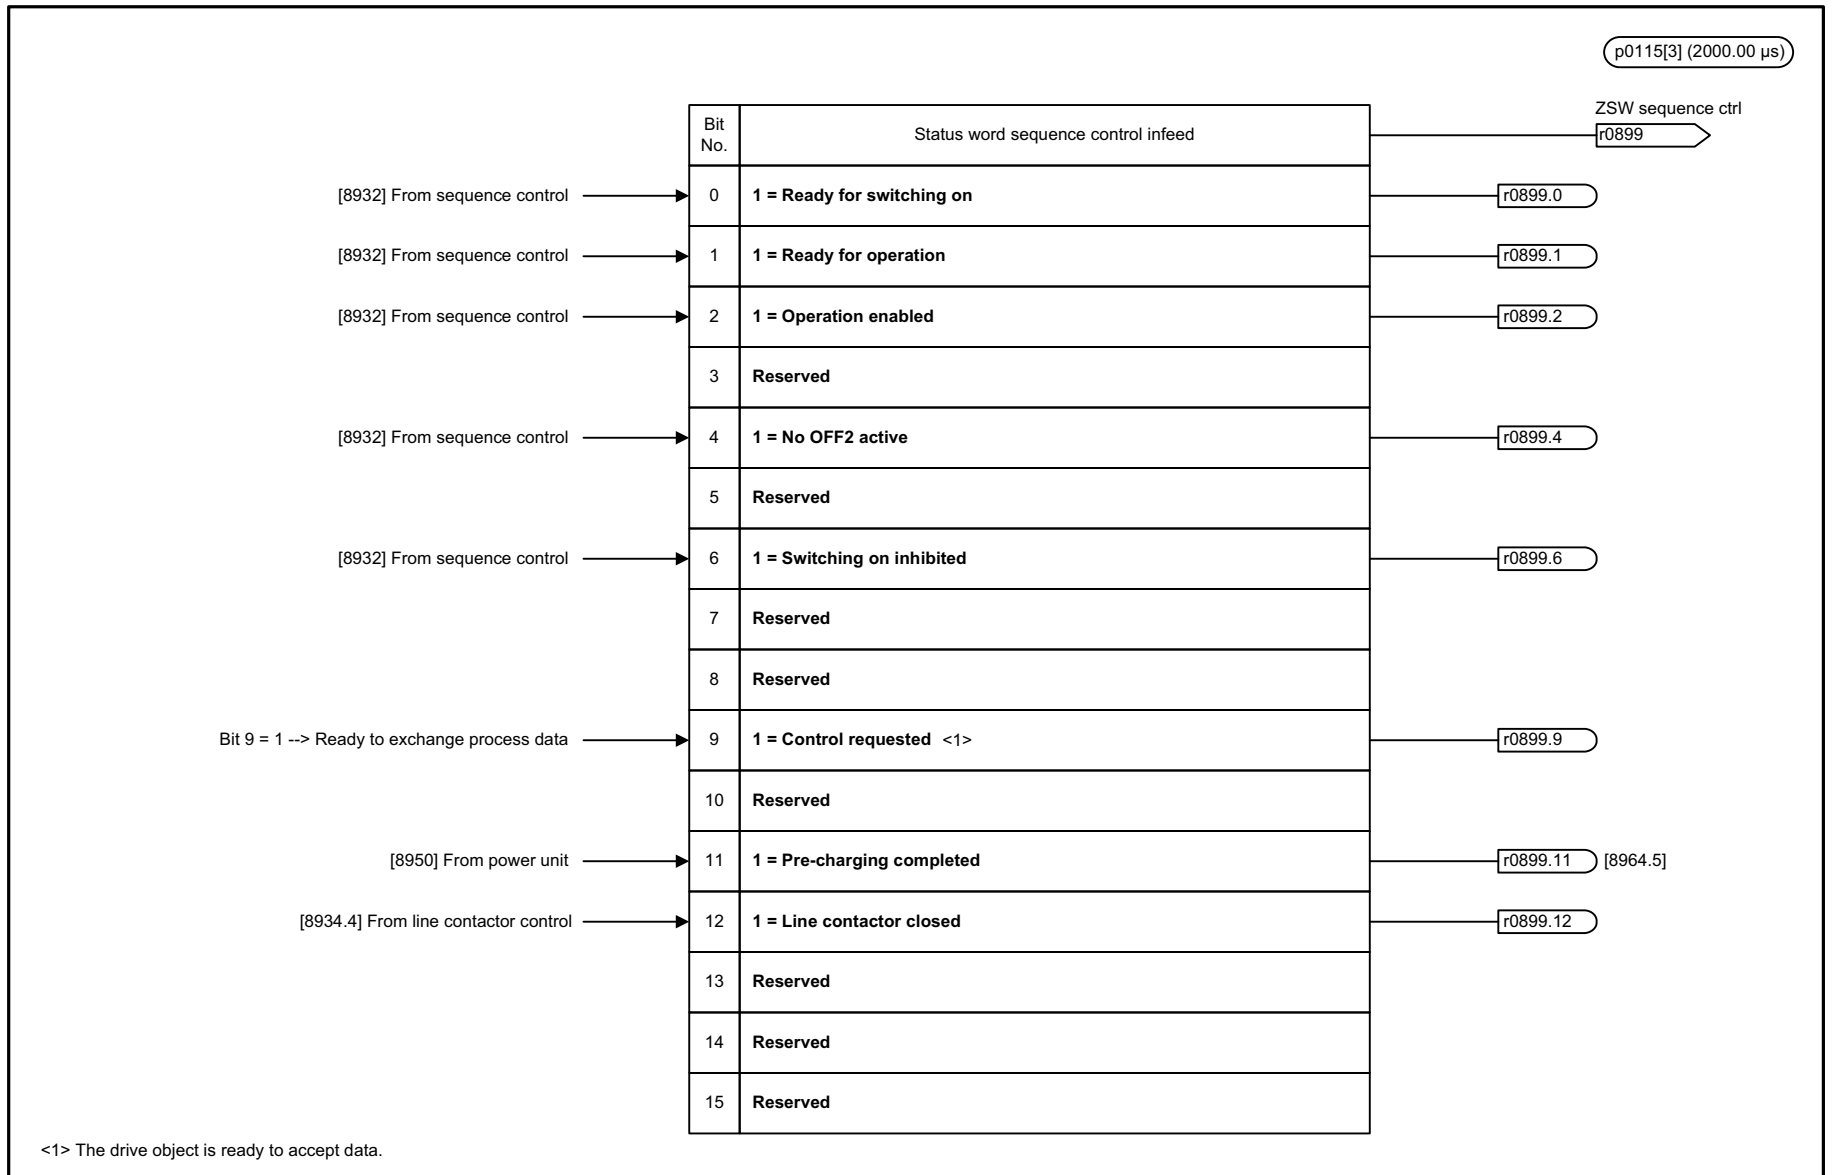 p0115[3] (2000.00 µs)
ZSW sequence ctrl
Bit No. Status word sequence control infeed r0899
[8932] From sequence control 0 1 = Ready for switching on r0899.0
[8932] From sequence control 1 1 = Ready for operation r0899.1
[8932] From sequence control 2 1 = Operation enabled r0899.2
3 Reserved
[8932] From sequence control 4 1 = No OFF2 active r0899.4
5 Reserved
[8932] From sequence control 6 1 = Switching on inhibited r0899.6
7 Reserved
8 Reserved
Bit 9 = 1 --> Ready to exchange process data 9 1 = Control requested <1> r0899.9
10 Reserved
[8950] From power unit 11 1 = Pre-charging completed r0899.11 [8964.5]
[8934.4] From line contactor control 12 1 = Line contactor closed r0899.12
13 Reserved
14 Reserved
15 Reserved
<1> The drive object is ready to accept data.